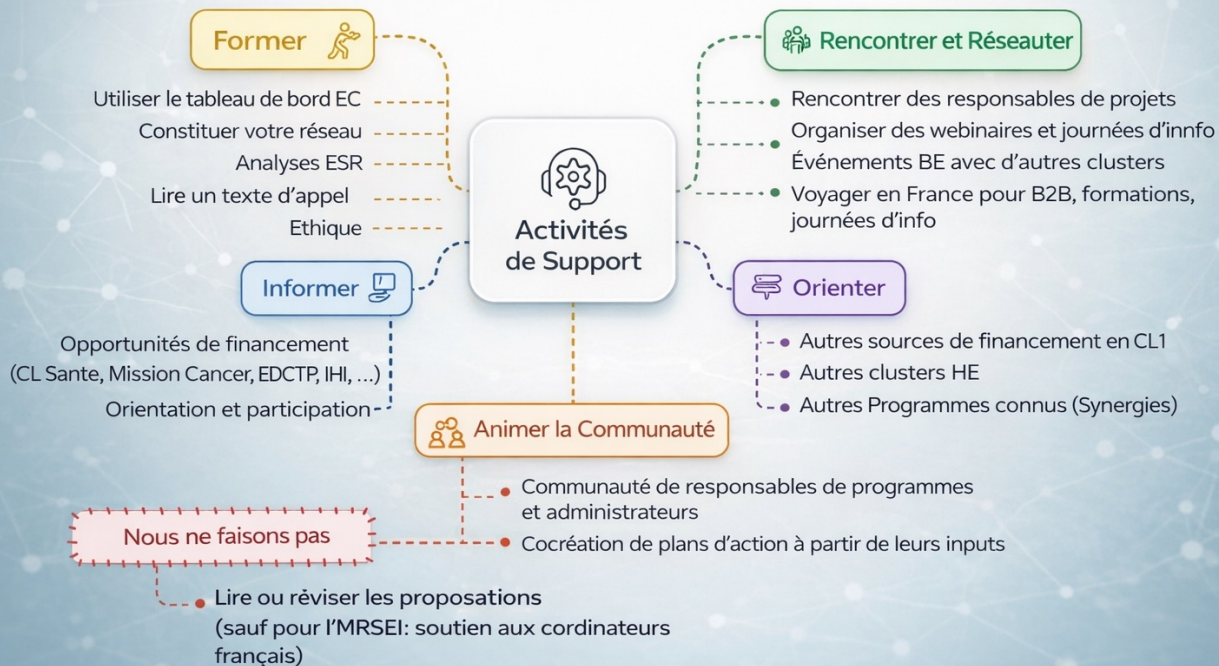 Former
Utiliser le tableau de bord EC
Constituer votre réseau
Analyses ESR
Lire un texte d'appel
Ethique
Rencontrer et Réseauter
Rencontrer des responsables de projets
Organiser des webinaires et journées d'innfo
Événements BE avec d'autres clusters
Voyager en France pour B2B, formations,
journées d'info
Activités
de Support
Informer
Opportunités de financement
(CL Sante, Mission Cancer, EDCTP, IHI, ...)
Orientation et participation
Orienter
Autres sources de financement en CL1
Autres clusters HE
Autres Programmes connus (Synergies)
Animer la Communauté
Communauté de responsables de programmes
et administrateurs
Cocréation de plans d'action à partir de leurs inputs
Nous ne faisons pas
Lire ou réviser les proposations
(sauf pour l'MRSEI: soutien aux cordinateurs
français)